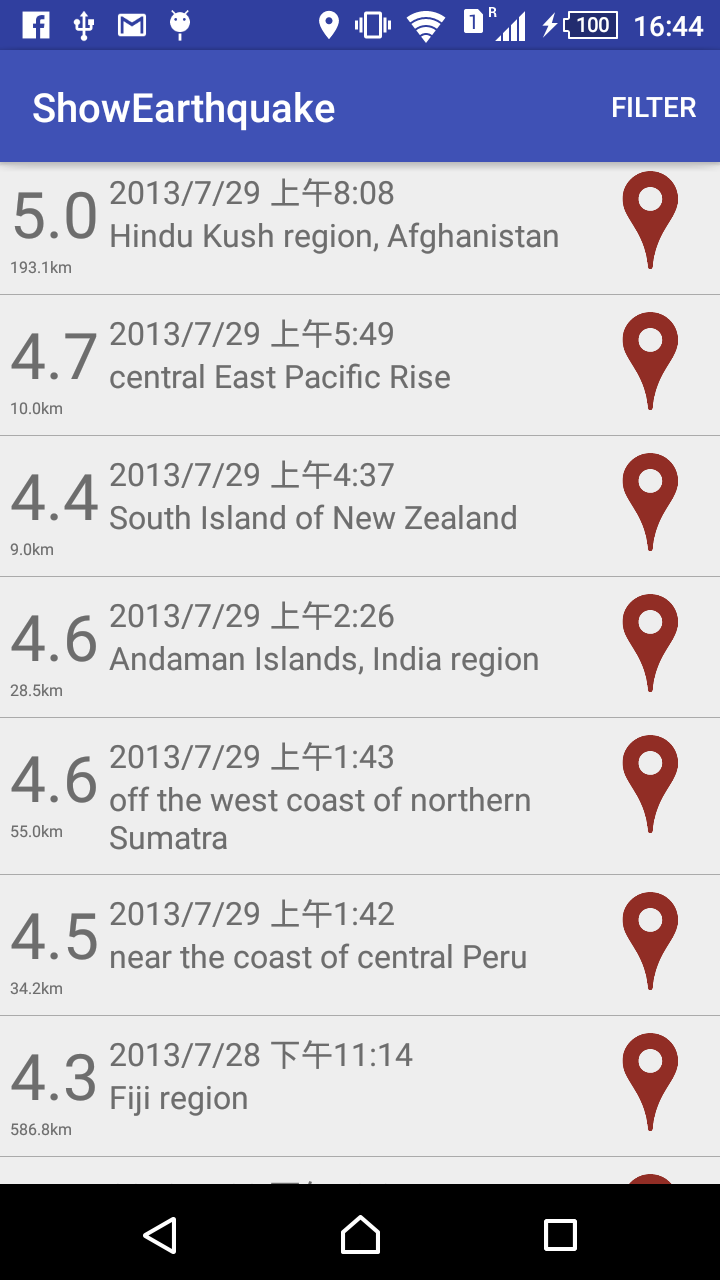 1 R 100 16:44
ShowEarthquake FILTER
5.0 2013/7/29 上午8:08
Hindu Kush region, Afghanistan
193.1km
4.7 2013/7/29 上午5:49
central East Pacific Rise
10.0km
4.4 2013/7/29 上午4:37
South Island of New Zealand
9.0km
4.6 2013/7/29 上午2:26
Andaman Islands, India region
28.5km
4.6 2013/7/29 上午1:43
off the west coast of northern
Sumatra
55.0km
4.5 2013/7/29 上午1:42
near the coast of central Peru
34.2km
4.3 2013/7/28 下午11:14
Fiji region
586.8km